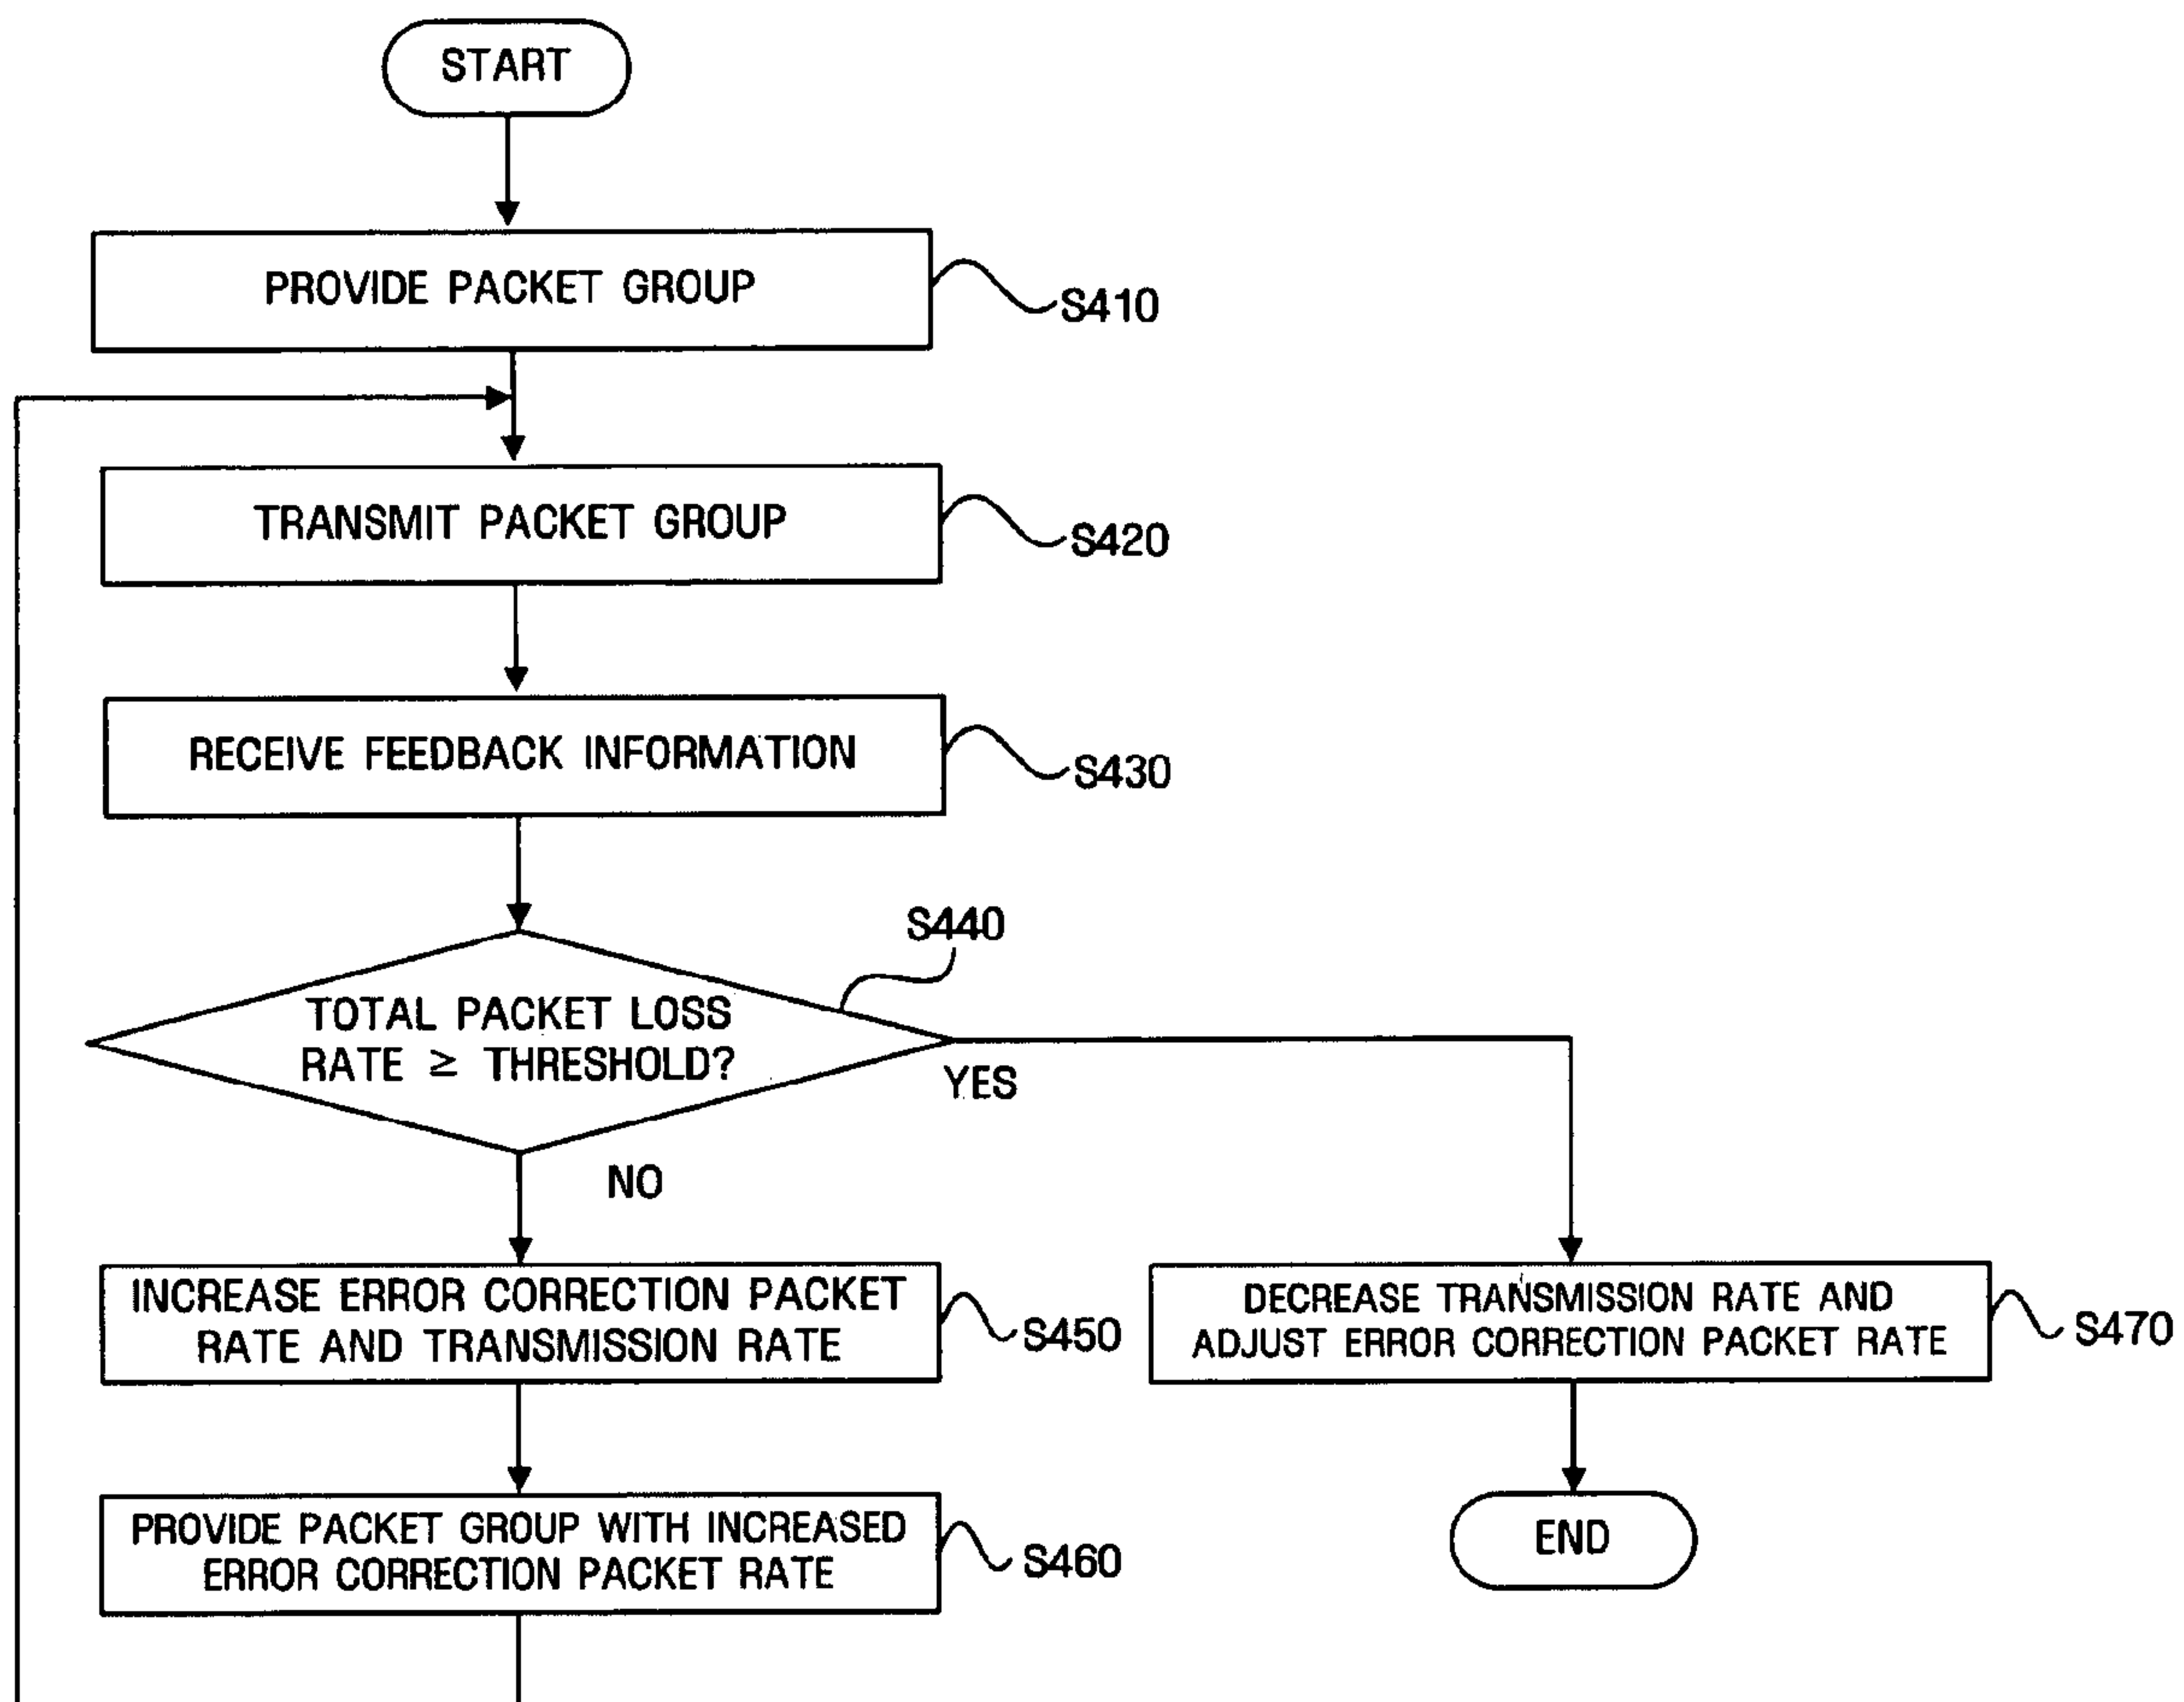 START
PROVIDE PACKET GROUP
S410
TRANSMIT PACKET GROUP
S420
RECEIVE FEEDBACK INFORMATION
S430
S440
TOTAL PACKET LOSS
RATE ≥ THRESHOLD?
YES
NO
INCREASE ERROR CORRECTION PACKET
RATE AND TRANSMISSION RATE
S450
DECREASE TRANSMISSION RATE AND
ADJUST ERROR CORRECTION PACKET RATE
S470
PROVIDE PACKET GROUP WITH INCREASED
ERROR CORRECTION PACKET RATE
S460
END